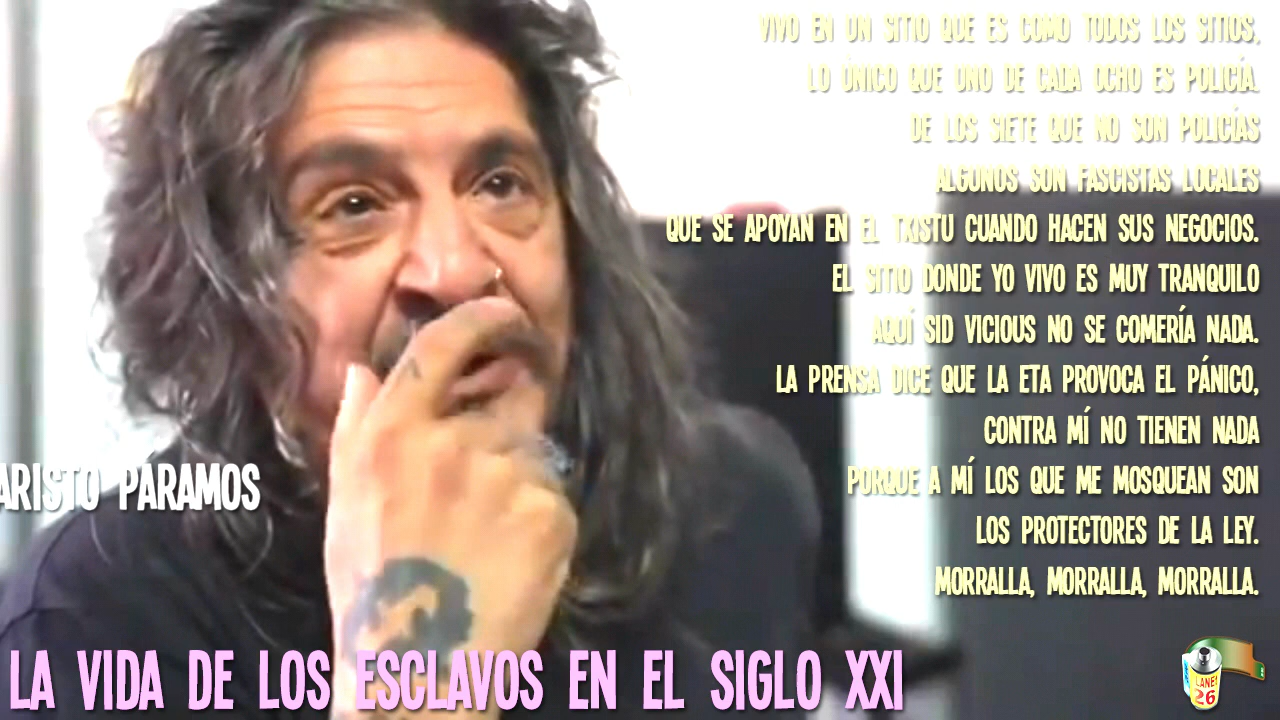 VIVO EN UN SITIO QUE ES COMO TODOS LOS SITIOS,
LO ÚNICO QUE UNO DE CADA OCHO ES POLICÍA.
DE LOS SIETE QUE NO SON POLICÍAS
ALGUNOS SON FASCISTAS LOCALES
QUE SE APOYAN EN EL TXISTU CUANDO HACEN SUS NEGOCIOS.
EL SITIO DONDE YO VIVO ES MUY TRANQUILO
AQUÍ SID VICIOUS NO SE COMERÍA NADA.
LA PRENSA DICE QUE LA ETA PROVOCA EL PÁNICO,
CONTRA MÍ NO TIENEN NADA
PORQUE A MÍ LOS QUE ME MOSQUEAN SON
LOS PROTECTORES DE LA LEY.
MORRALLA, MORRALLA, MORRALLA.
ARISTO PARAMOS
LA VIDA DE LOS ESCLAVOS EN EL SIGLO XXI
LANET
26